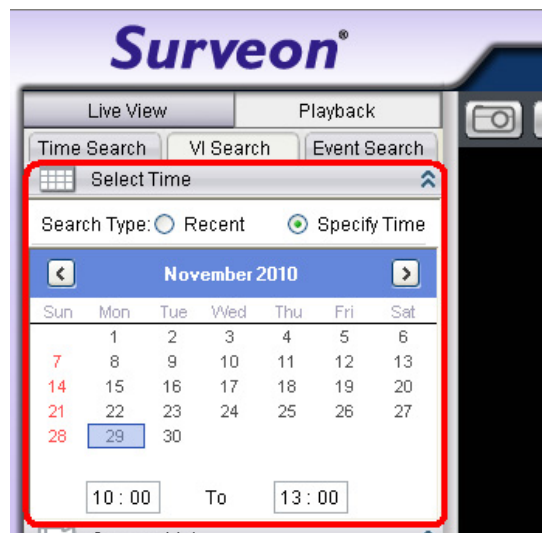 Surveon®
Live View Playback
Time Search VI Search Event Search
Select Time
Search Type: Recent Specify Time
November 2010
Sun Mon Tue Wed Thu Fri Sat
1 2 3 4 5 6
7 8 9 10 11 12 13
14 15 16 17 18 19 20
21 22 23 24 25 26 27
28 29 30
10 : 00 To 13 : 00